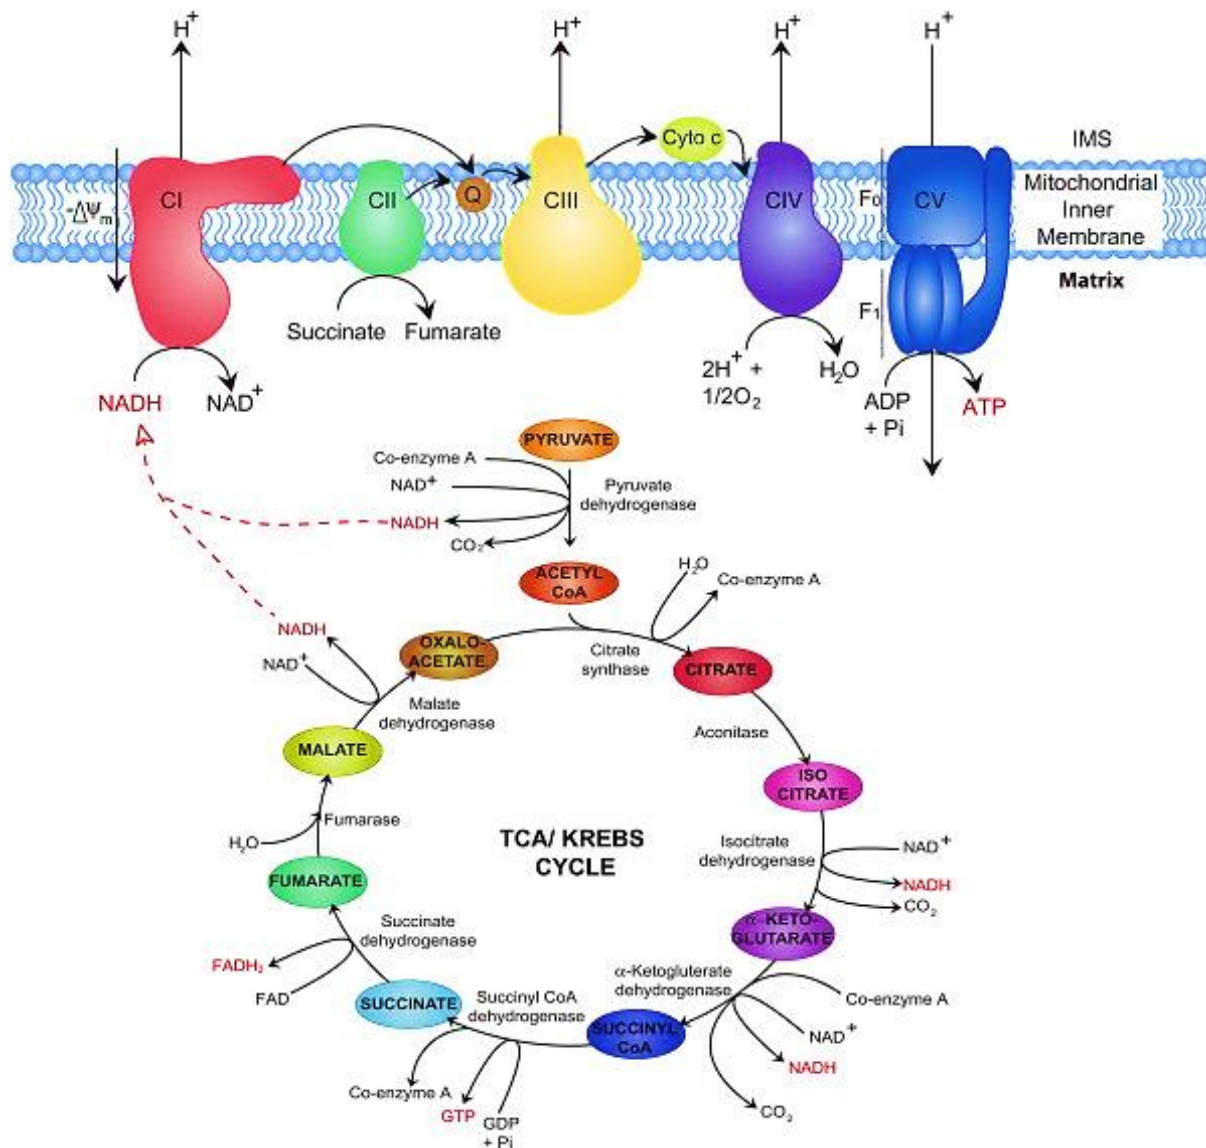 H+
H+
H+
H+
Cyto c
IMS
CI
CII
Q
CIII
CIV
F0
CV
Mitochondrial
Inner
Membrane
-ΔΨm
Matrix
F1
Succinate
Fumarate
2H+ +
1/2O2
H2O
NADH
NAD+
ADP
+ Pi
ATP
PYRUVATE
Co-enzyme A
NAD+
Pyruvate
dehydrogenase
NADH
CO2
ACETYL
CoA
H2O
Co-enzyme A
NADH
NAD+
OXALO-
ACETATE
Citrate
synthase
CITRATE
Malate
dehydrogenase
Aconitase
MALATE
ISO
CITRATE
H2O
Fumarase
TCA/ KREBS
CYCLE
Isocitrate
dehydrogenase
NAD+
NADH
CO2
FUMARATE
α-KETO-
GLUTARATE
Succinate
dehydrogenase
FADH2
FAD
SUCCINATE
Succinyl CoA
dehydrogenase
α-Ketogluterate
dehydrogenase
Co-enzyme A
NAD+
NADH
SUCCINYL
CoA
Co-enzyme A
GTP
GDP
+ Pi
CO2